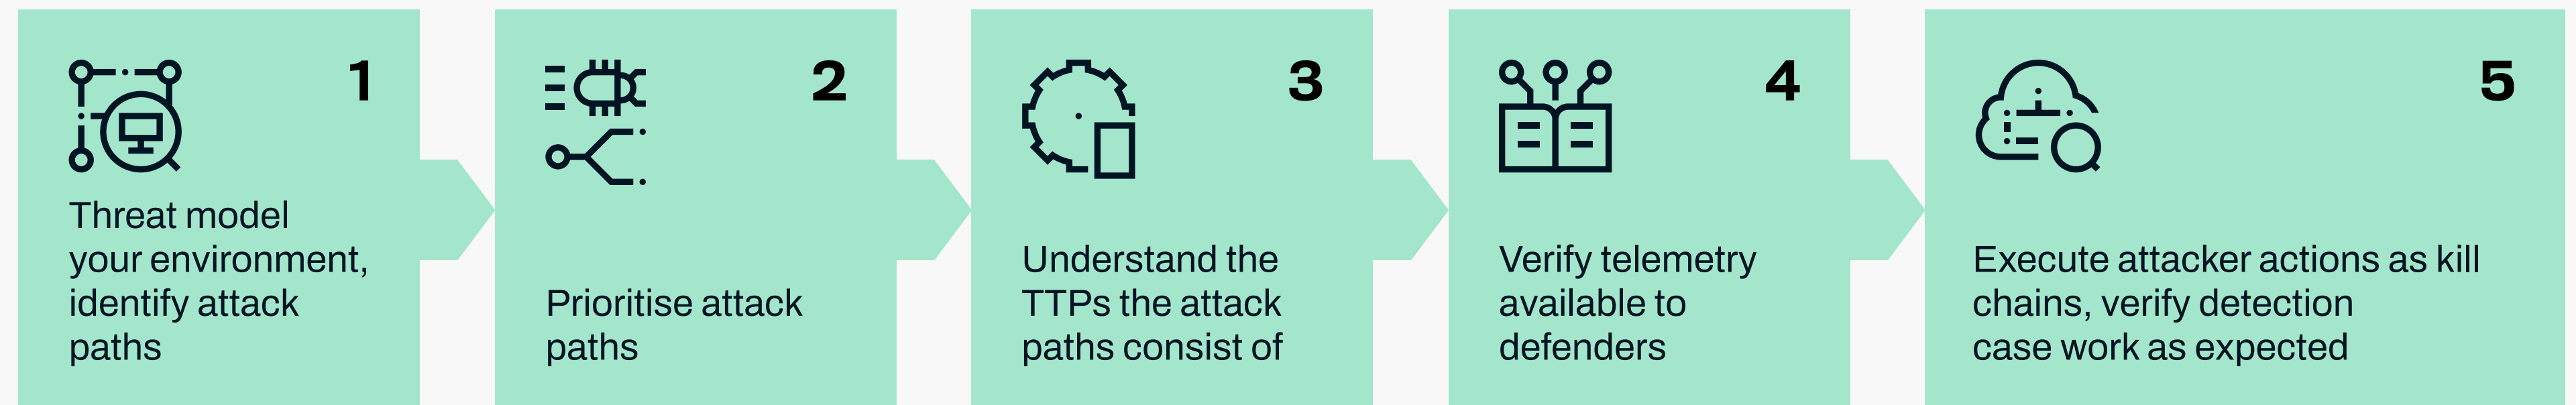 1
Threat model
your environment,
identify attack
paths
2
Prioritise attack
paths
3
Understand the
TTPs the attack
paths consist of
4
Verify telemetry
available to
defenders
5
Execute attacker actions as kill
chains, verify detection
case work as expected